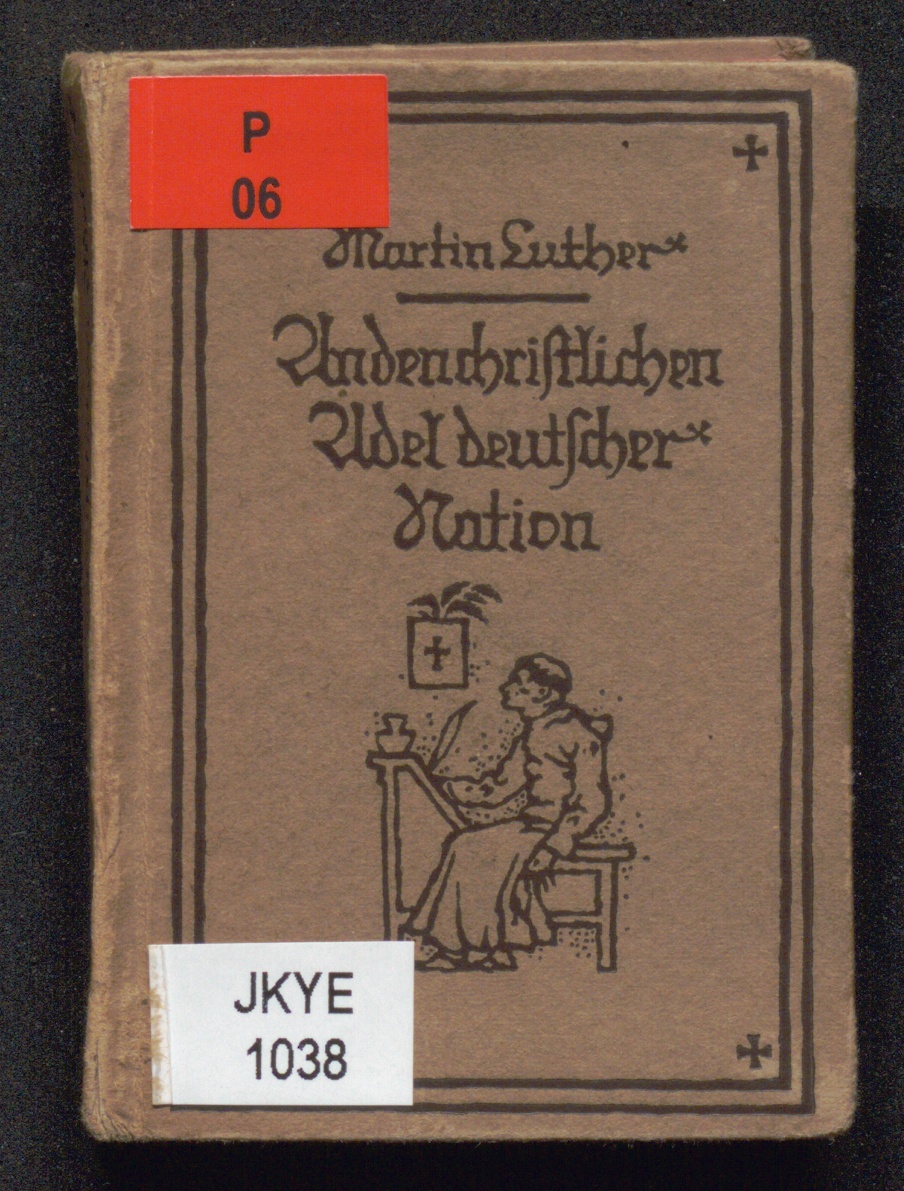 P
06
Martin Luther
An den chriſtlichen
Adel deutſcher
Nation
JKYE
1038